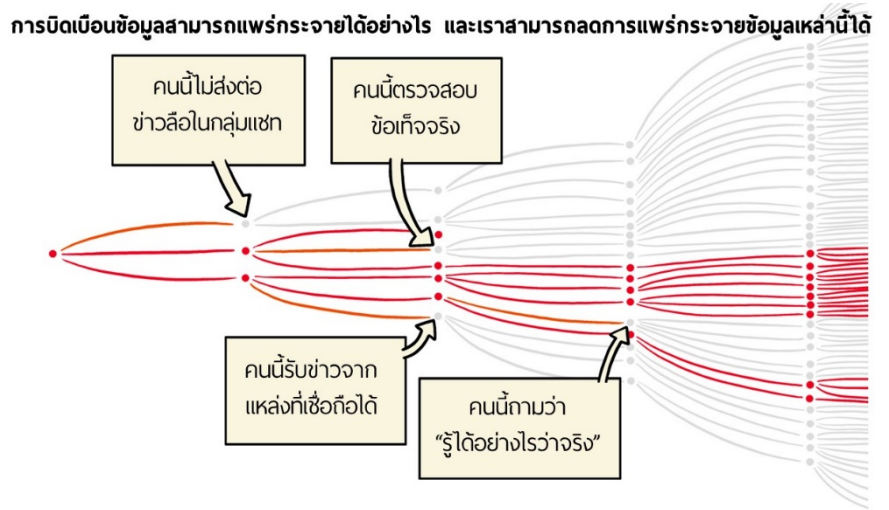 การบิดเบือนข้อมูลสามารถแพร่กระจายได้อย่างไร และเราสามารถลดการแพร่กระจายข้อมูลเหล่านี้ได้
คนนี้ไม่ส่งต่อ
ข่าวลือในกลุ่มแชท
คนนี้ตรวจสอบ
ข้อเท็จจริง
คนนี้รับข่าวจาก
แหล่งที่เชื่อถือได้
คนนี้ถามว่า
“รู้ได้อย่างไรว่าจริง”